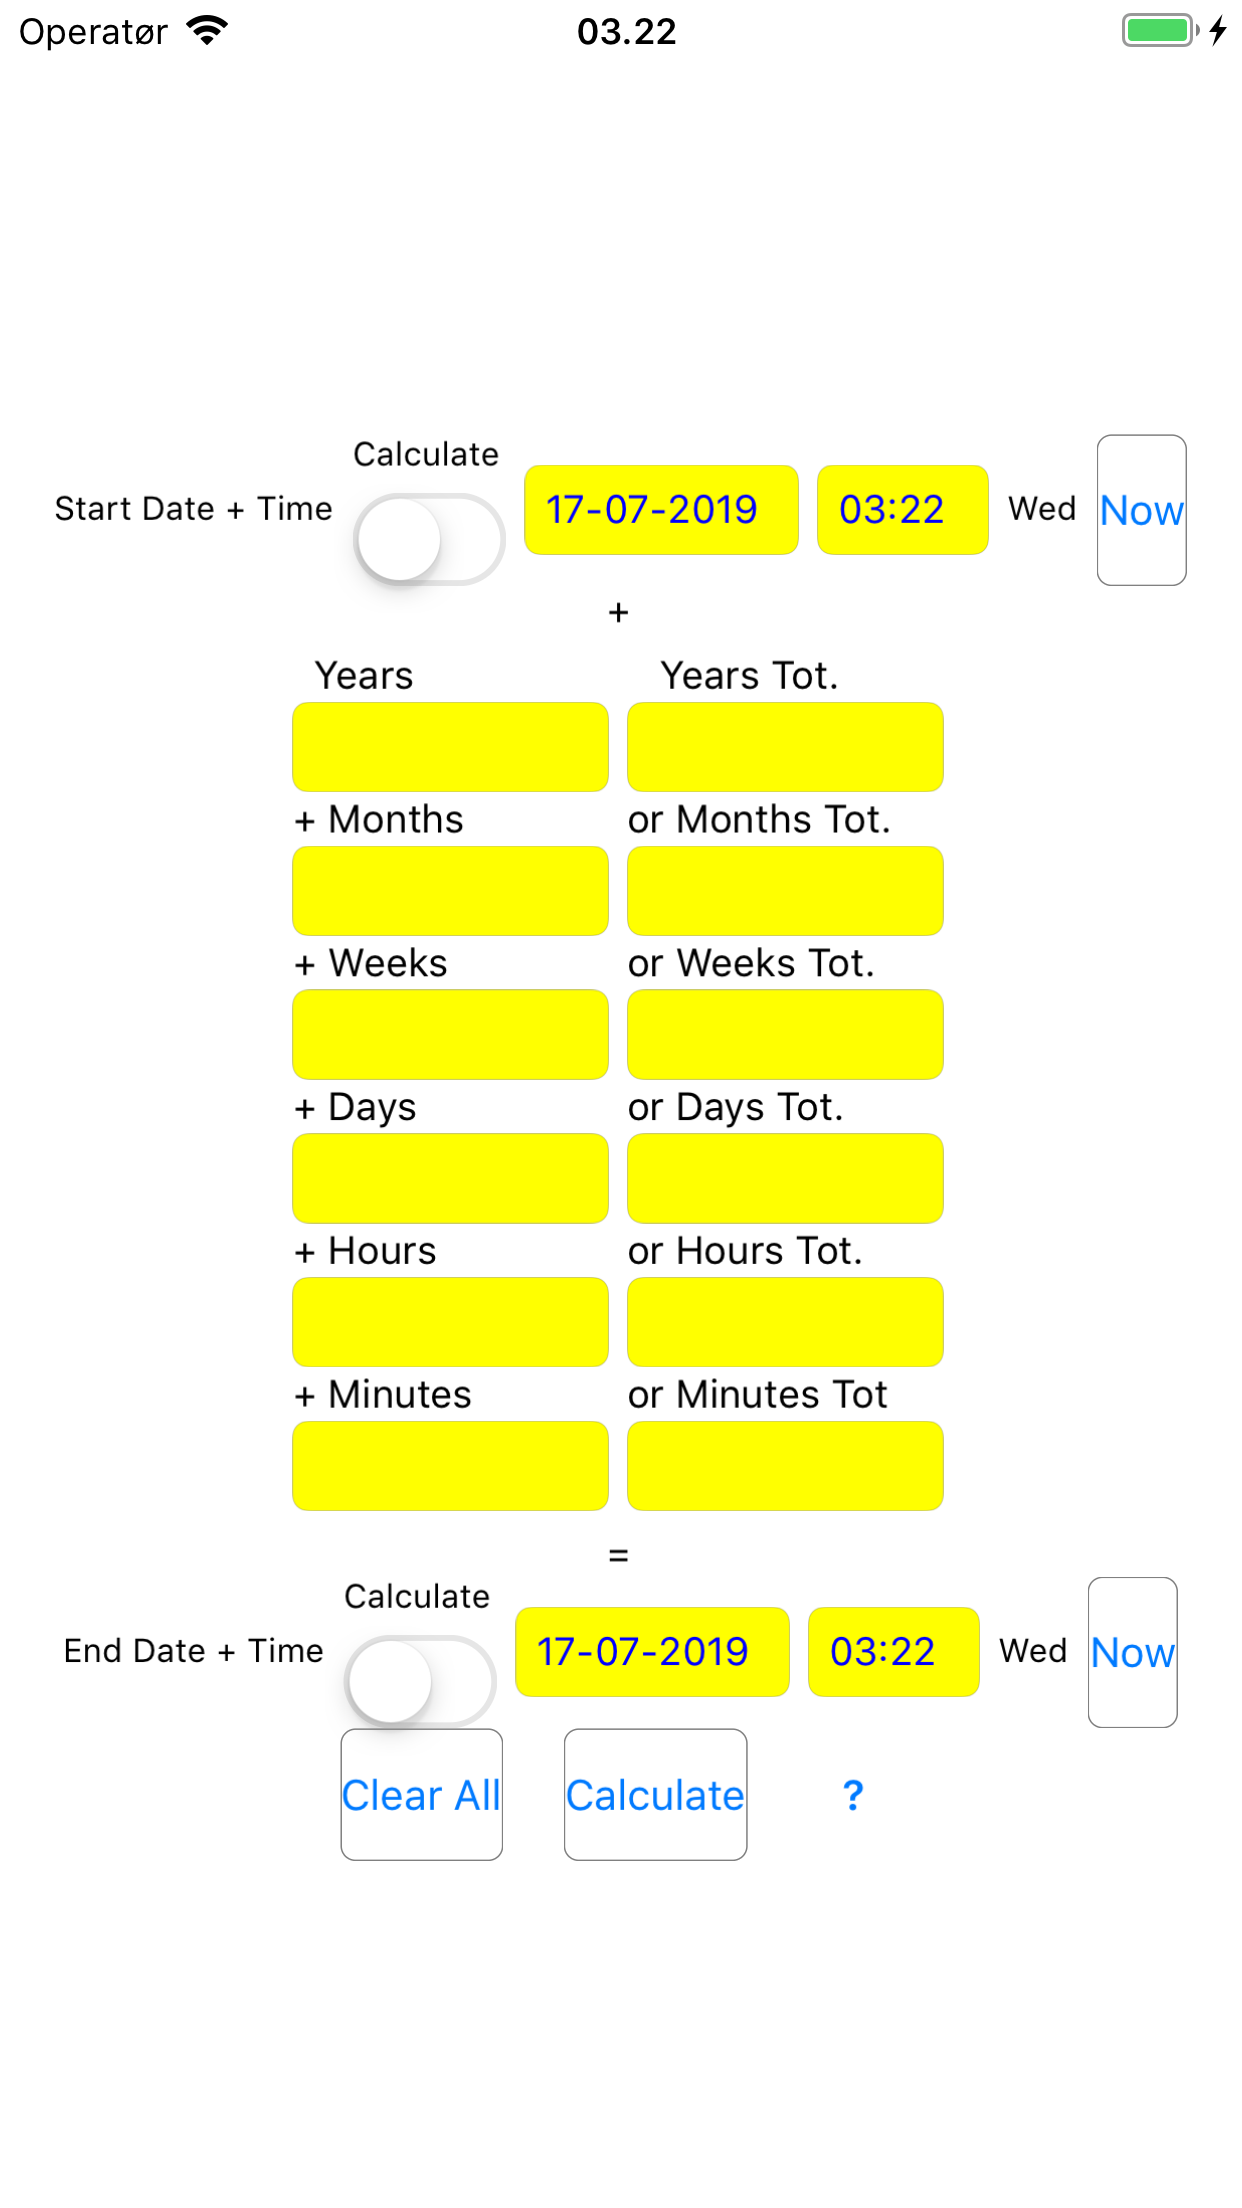 Operatør 03.22
Calculate
Start Date + Time 17-07-2019 03:22 Wed Now
+
Years Years Tot.
+ Months or Months Tot.
+ Weeks or Weeks Tot.
+ Days or Days Tot.
+ Hours or Hours Tot.
+ Minutes or Minutes Tot
=
Calculate
End Date + Time 17-07-2019 03:22 Wed Now
Clear All Calculate ?